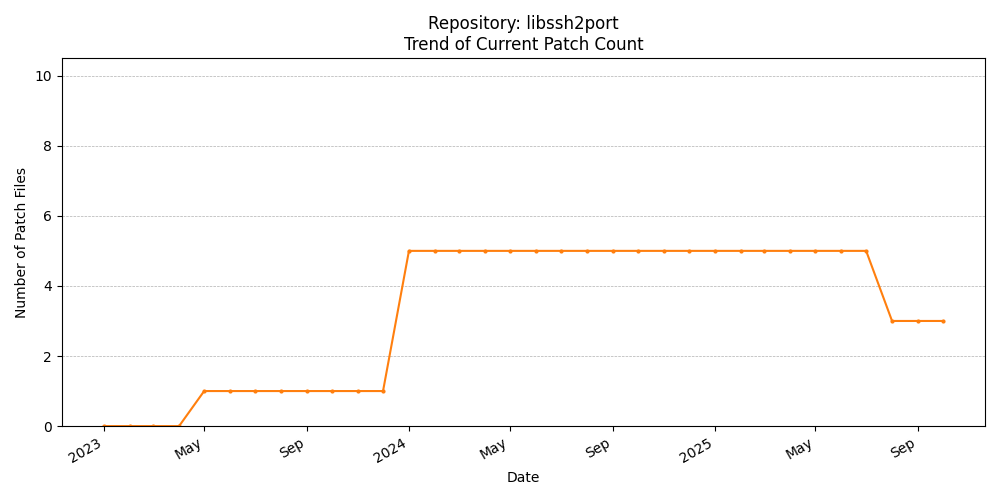 Repository: libssh2port
Trend of Current Patch Count
Number of Patch Files
10
8
6
4
2
0
2023
May
Sep
2024
May
Sep
2025
May
Sep
Date